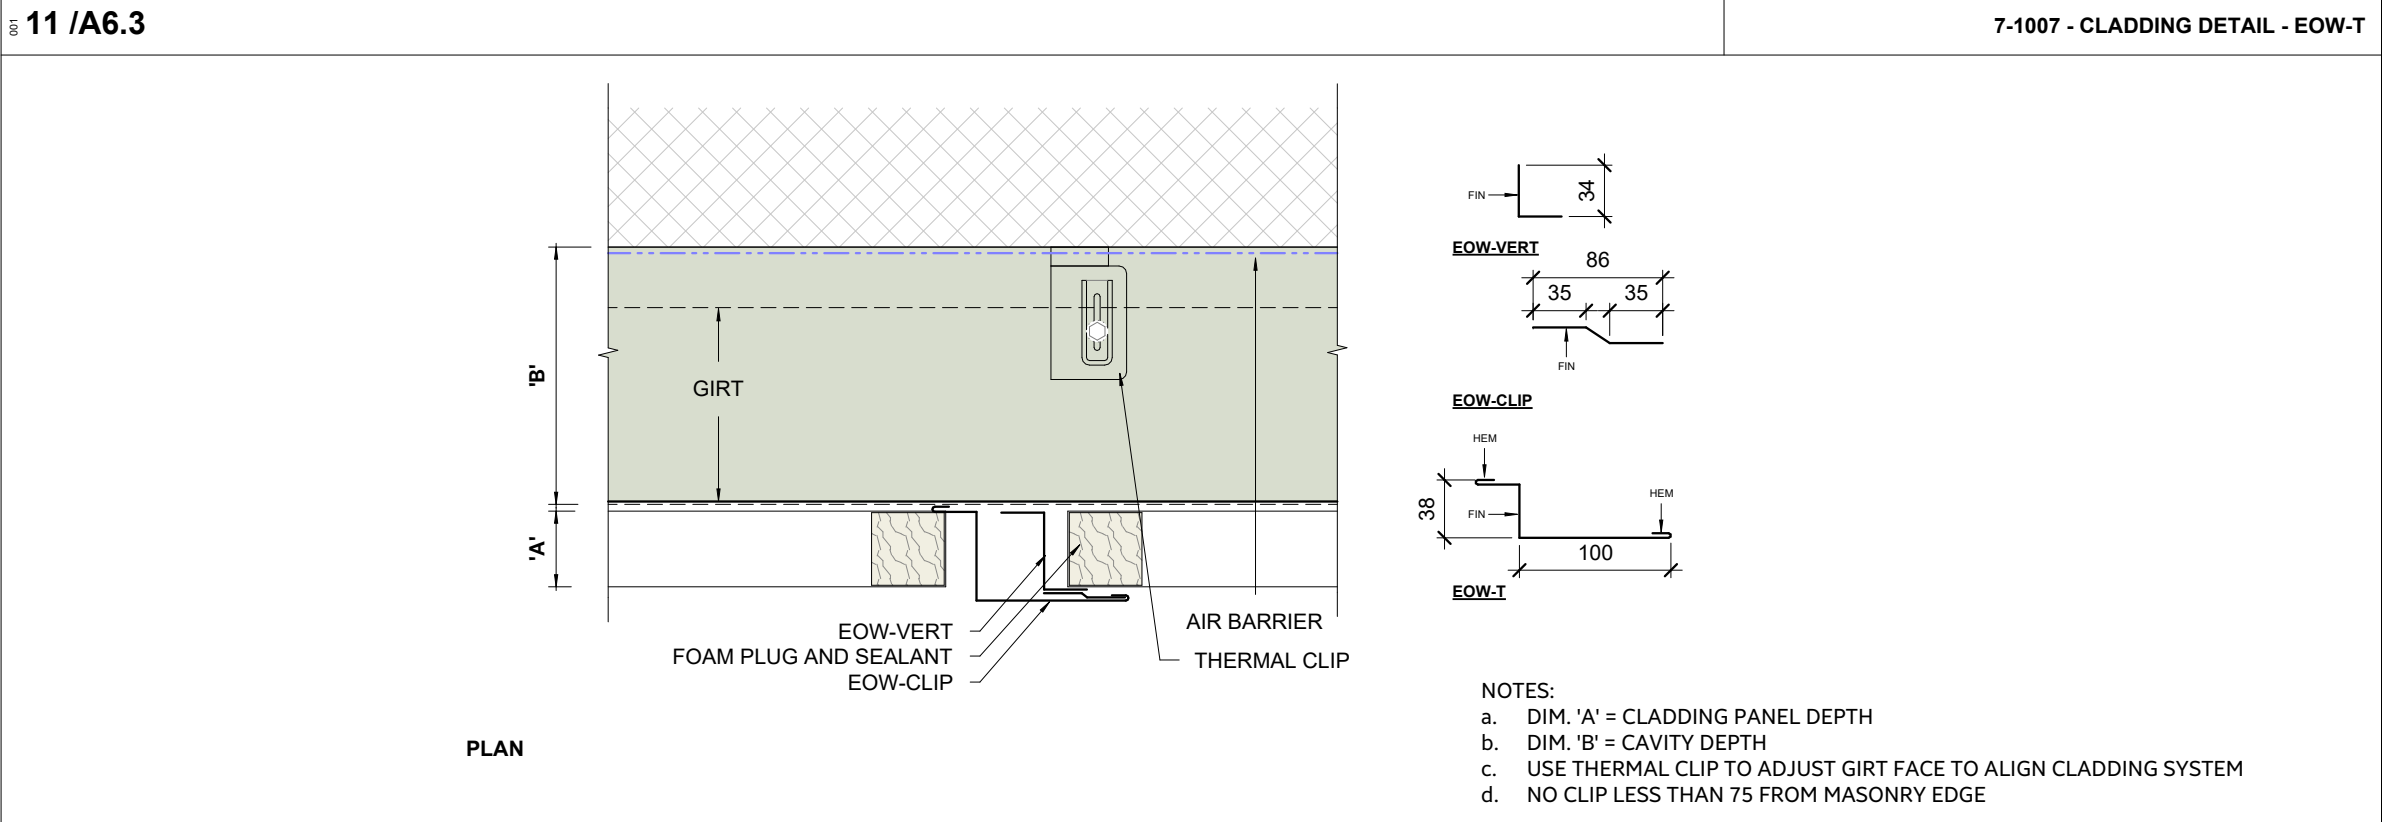 001
11 /A6.3
7-1007 - CLADDING DETAIL - EOW-T
'B'
GIRT
'A'
EOW-VERT
FOAM PLUG AND SEALANT
EOW-CLIP
AIR BARRIER
THERMAL CLIP
PLAN
FIN
34
EOW-VERT
86
35 35
FIN
EOW-CLIP
HEM
38
FIN
HEM
100
EOW-T
NOTES:
a. DIM. 'A' = CLADDING PANEL DEPTH
b. DIM. 'B' = CAVITY DEPTH
c. USE THERMAL CLIP TO ADJUST GIRT FACE TO ALIGN CLADDING SYSTEM
d. NO CLIP LESS THAN 75 FROM MASONRY EDGE